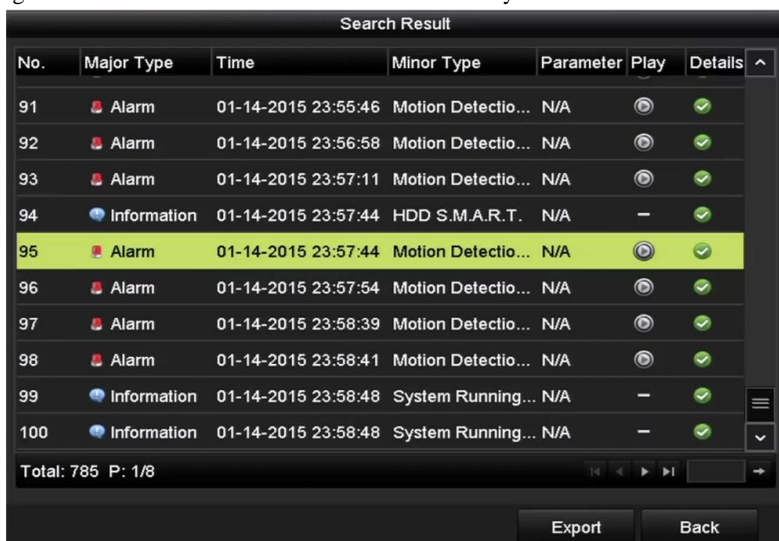 Search Result
No. Major Type Time Minor Type Parameter Play Details
91 Alarm 01-14-2015 23:55:46 Motion Detectio... N/A
92 Alarm 01-14-2015 23:56:58 Motion Detectio... N/A
93 Alarm 01-14-2015 23:57:11 Motion Detectio... N/A
94 Information 01-14-2015 23:57:44 HDD S.M.A.R.T. N/A –
95 Alarm 01-14-2015 23:57:44 Motion Detectio... N/A
96 Alarm 01-14-2015 23:57:54 Motion Detectio... N/A
97 Alarm 01-14-2015 23:58:39 Motion Detectio... N/A
98 Alarm 01-14-2015 23:58:41 Motion Detectio... N/A
99 Information 01-14-2015 23:58:48 System Running... N/A –
100 Information 01-14-2015 23:58:48 System Running... N/A –
Total: 785 P: 1/8
Export Back